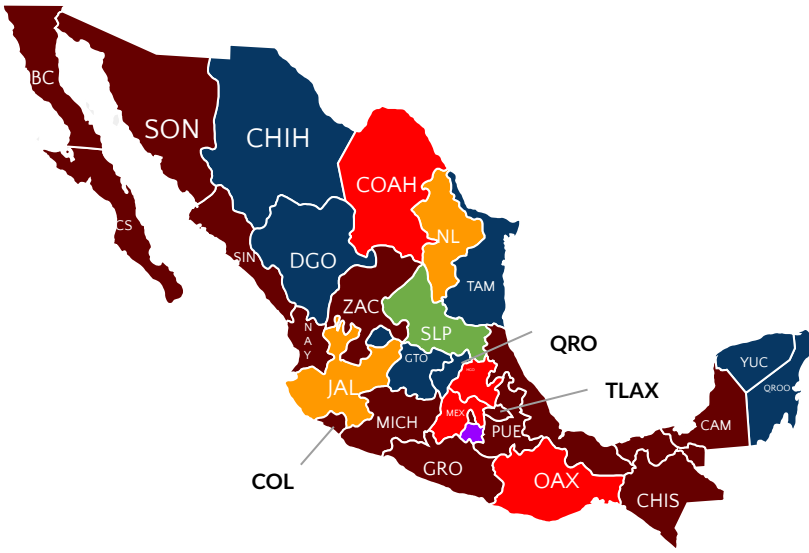 BC
SON
CHIH
COAH
CS
NL
SIN
DGO
TAM
ZAC
N
A
Y
SLP
QRO
GTO
YUC
HGO
QROO
JAL
TLAX
MEX
MICH
PUE
CAM
GRO
COL
OAX
CHIS